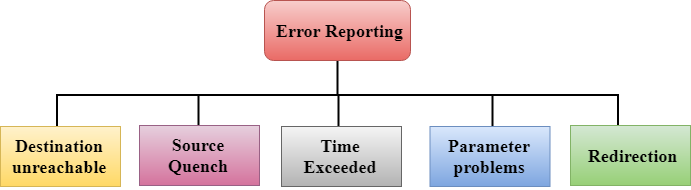 Error Reporting
Destination
unreachable
Source
Quench
Time
Exceeded
Parameter
problems
Redirection